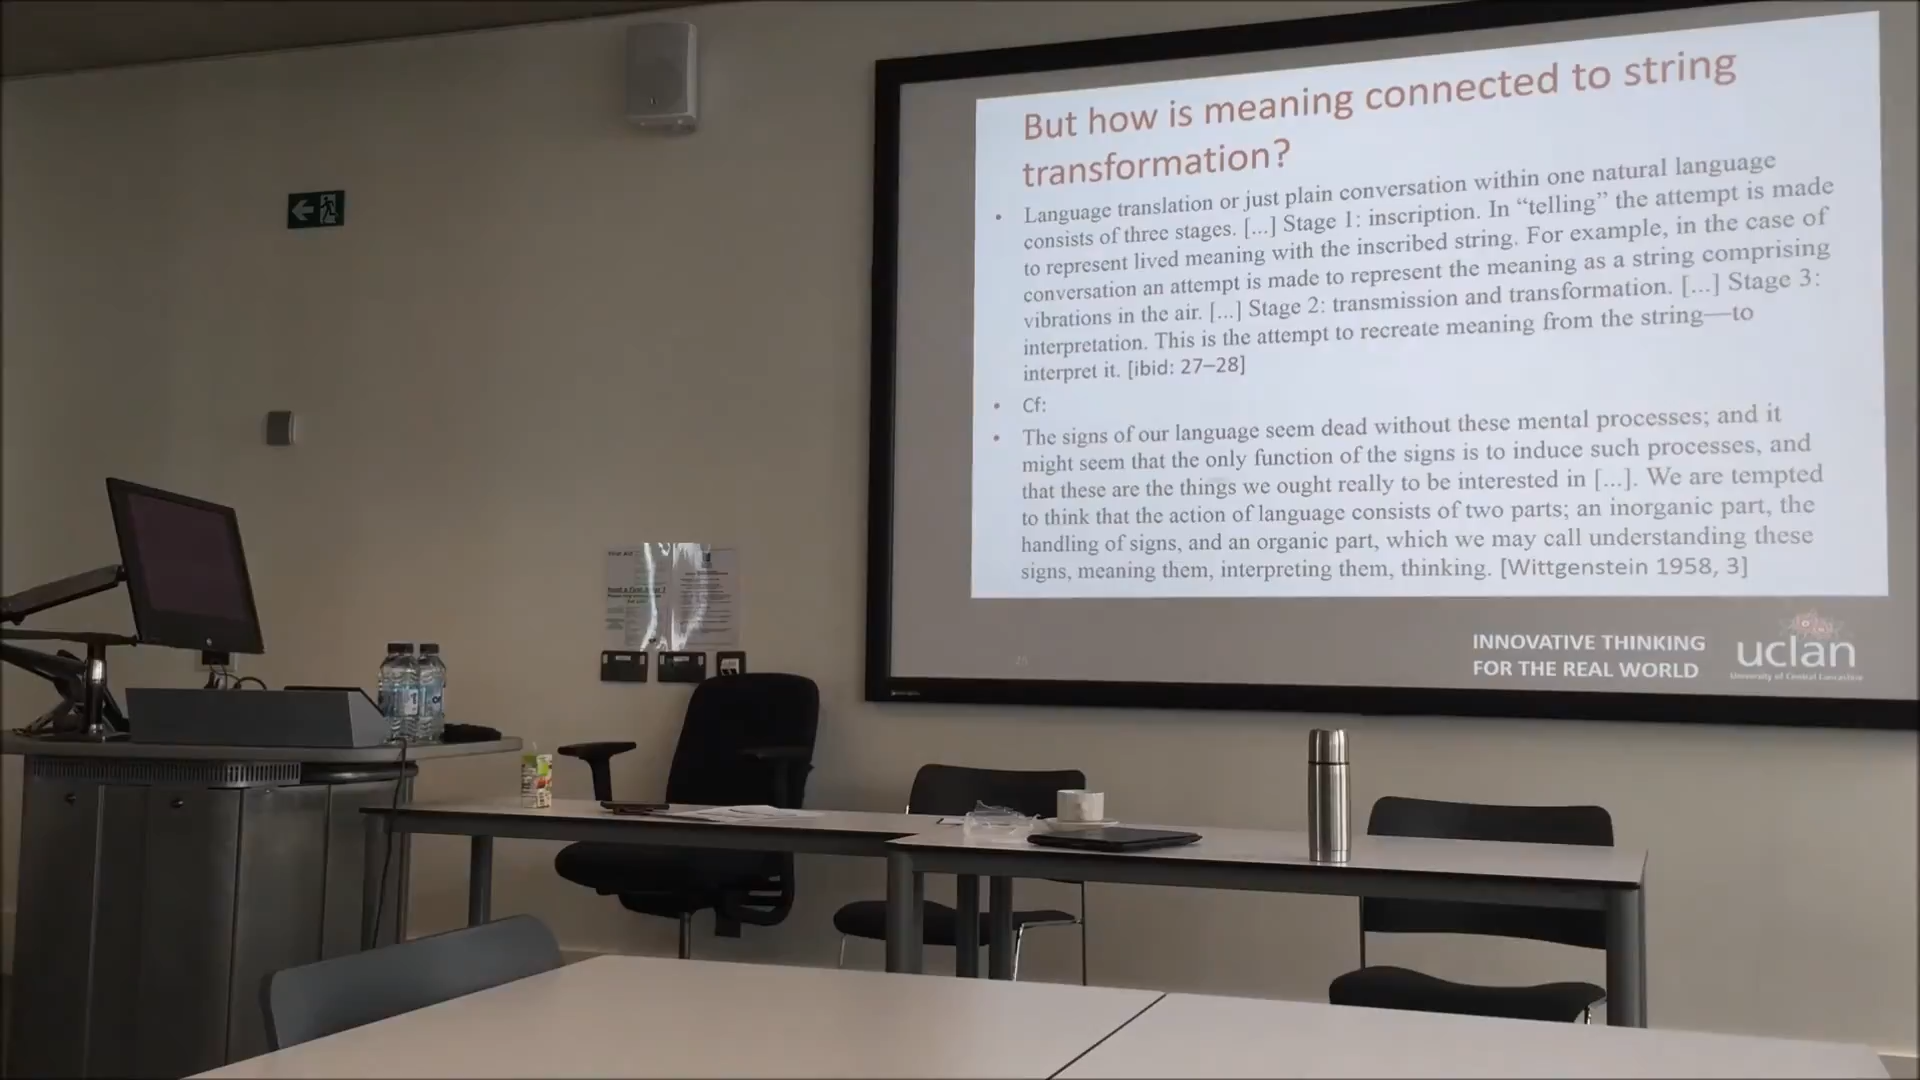 But how is meaning connected to string
transformation?
• Language translation or just plain conversation within one natural language
consists of three stages. [...] Stage 1: inscription. In “telling” the attempt is made
to represent lived meaning with the inscribed string. For example, in the case of
conversation an attempt is made to represent the meaning as a string comprising
vibrations in the air. [...] Stage 2: transmission and transformation. [...] Stage 3:
interpretation. This is the attempt to recreate meaning from the string—to
interpret it. [ibid: 27–28]
• Cf:
• The signs of our language seem dead without these mental processes; and it
might seem that the only function of the signs is to induce such processes, and
that these are the things we ought really to be interested in [...]. We are tempted
to think that the action of language consists of two parts; an inorganic part, the
handling of signs, and an organic part, which we may call understanding these
signs, meaning them, interpreting them, thinking. [Wittgenstein 1958, 3]
INNOVATIVE THINKING
FOR THE REAL WORLD
uclan
University of Central Lancashire